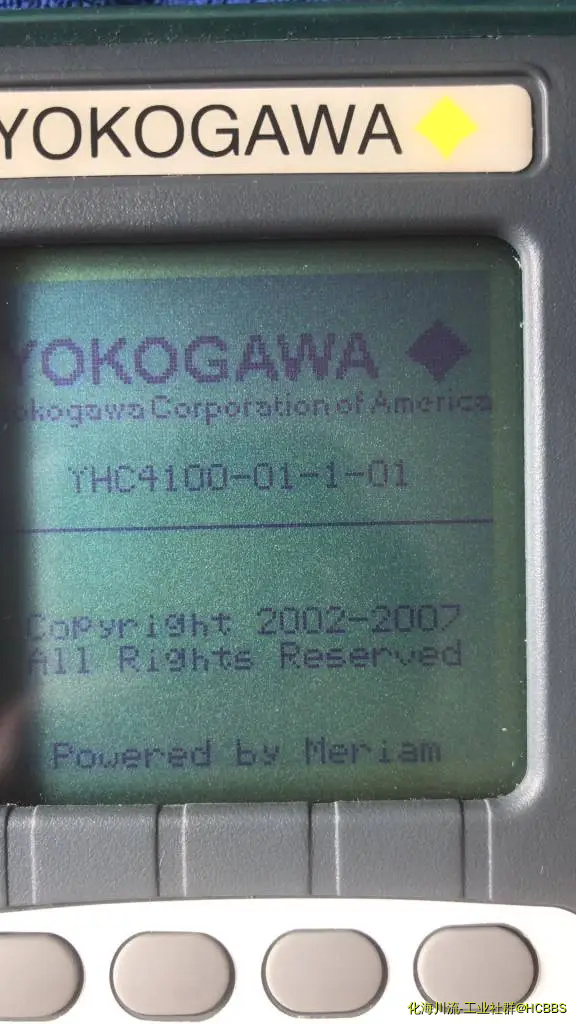 YOKOGAWA
YOKOGAWA
Yokogawa Corporation of America
YHC4100-01-1-01
Copyright 2002-2007
All Rights Reserved
Powered by Meriam
化海川流-工业社群@HCBBS